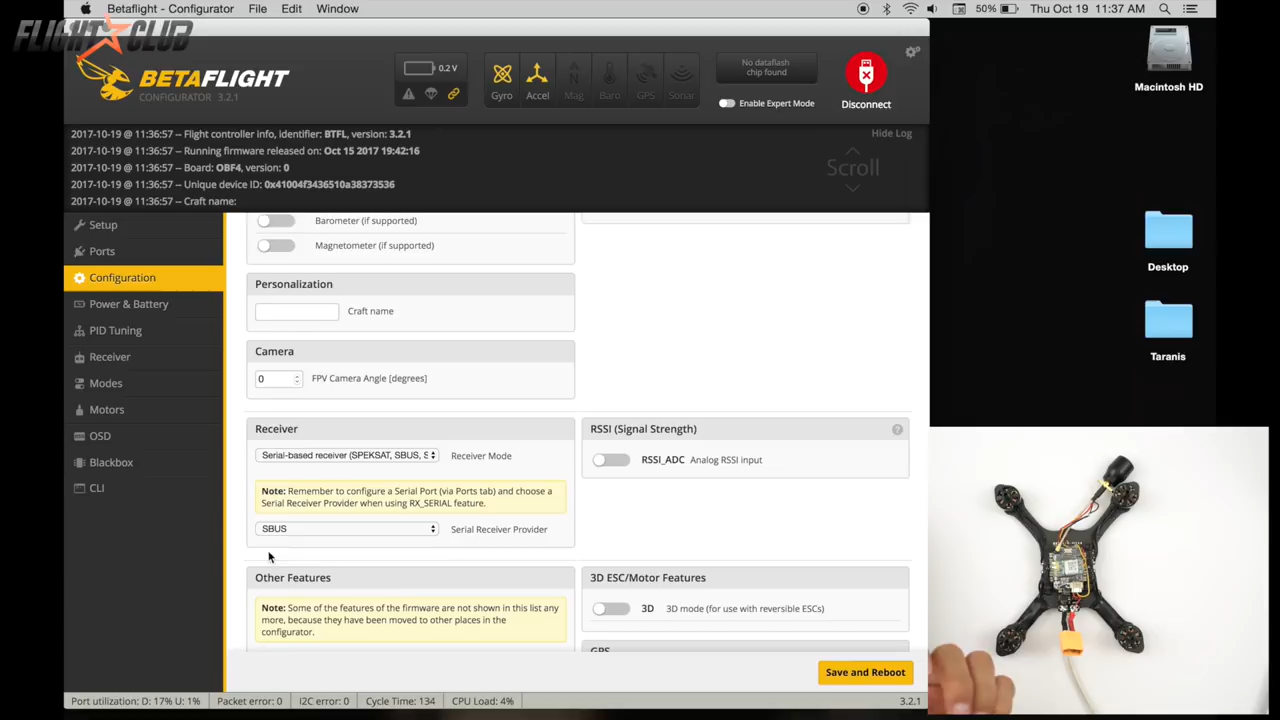 Betaflight - Configurator File Edit Window
50% Thu Oct 19 11:37 AM
FLIGHT CLUB
BETAFLIGHT
CONFIGURATOR 3.2.1
0.2 V
Gyro Accel Mag Baro GPS Sonar
No dataflash
chip found
Enable Expert Mode
Disconnect
Macintosh HD
2017-10-19 @ 11:36:57 -- Flight controller info, identifier: BTFL, version: 3.2.1
Hide Log
2017-10-19 @ 11:36:57 -- Running firmware released on: Oct 15 2017 19:42:16
2017-10-19 @ 11:36:57 -- Board: OBF4, version: 0
Scroll
2017-10-19 @ 11:36:57 -- Unique device ID: 0x41004f3436510a38373536
2017-10-19 @ 11:36:57 -- Craft name:
Setup
Ports
Configuration
Power & Battery
PID Tuning
Receiver
Modes
Motors
OSD
Blackbox
CLI
Barometer (if supported)
Magnetometer (if supported)
Personalization
Craft name
Camera
0 FPV Camera Angle [degrees]
Receiver
Serial-based receiver (SPEKSAT, SBUS, S Receiver Mode
Note: Remember to configure a Serial Port (via Ports tab) and choose a
Serial Receiver Provider when using RX_SERIAL feature.
SBUS Serial Receiver Provider
RSSI (Signal Strength)
?
RSSI_ADC Analog RSSI input
Other Features
Note: Some of the features of the firmware are not shown in this list any
more, because they have been moved to other places in the
configurator.
3D ESC/Motor Features
3D 3D mode (for use with reversible ESCs)
GPS
Save and Reboot
Desktop
Taranis
Port utilization: D: 17% U: 1% Packet error: 0 I2C error: 0 Cycle Time: 134 CPU Load: 4% 3.2.1